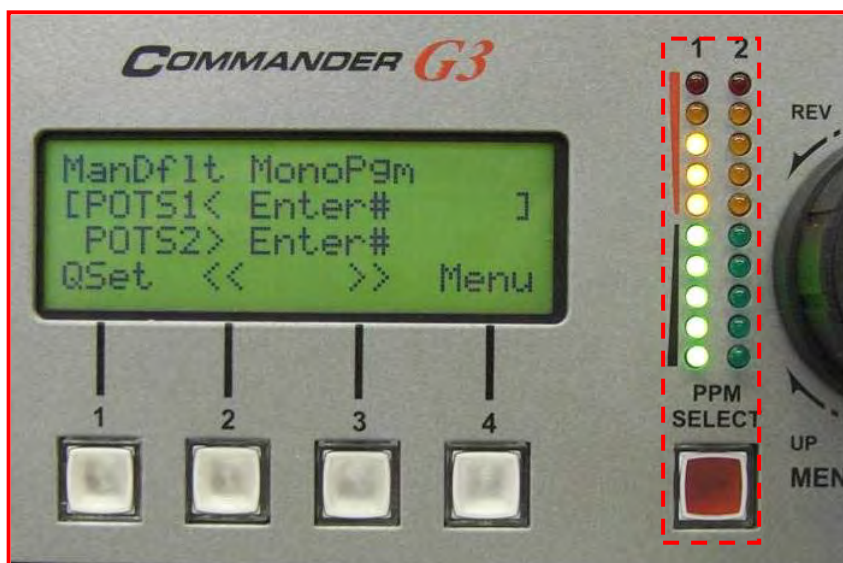 COMMANDER G3
ManDflt MonoPgm
[POTS1< Enter# ]
POTS2> Enter#
QSet << >> Menu
1 2 3 4
1 2
PPM
SELECT
REV
UP
MEN